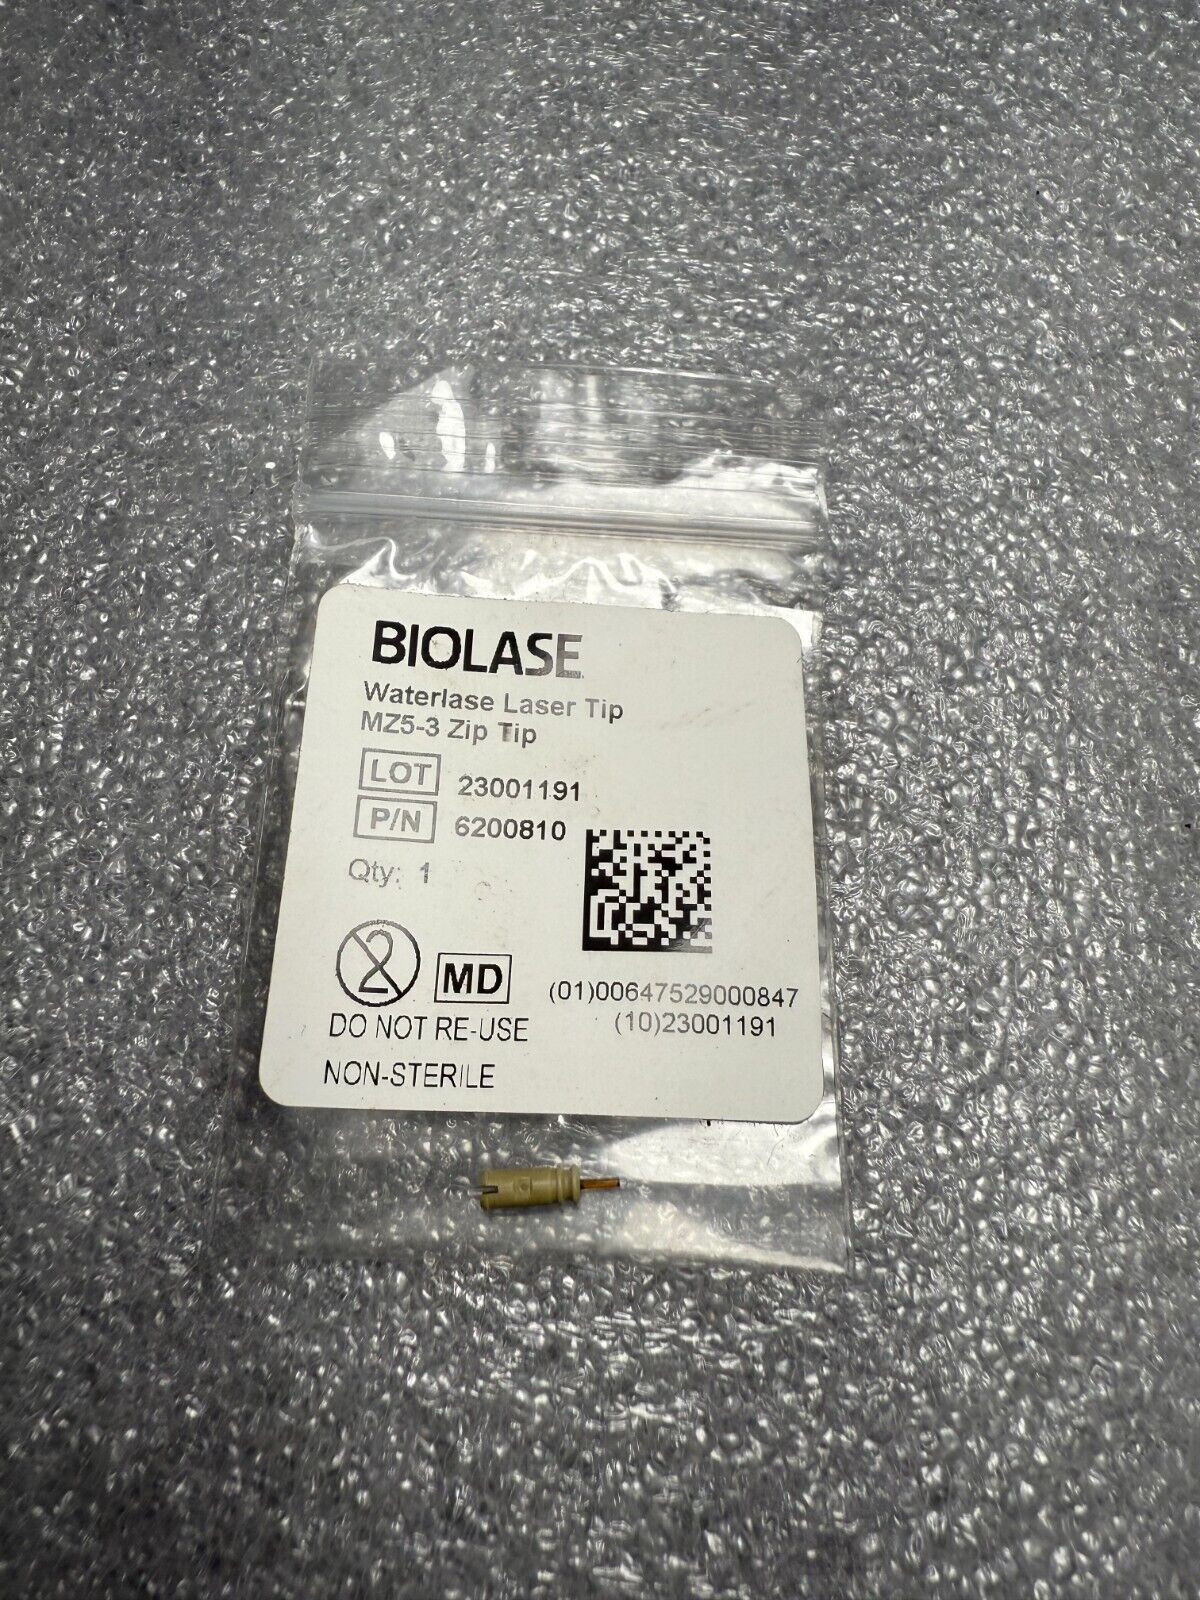 BIOLASE
Waterlase Laser Tip
MZ5-3 Zip Tip
LOT 23001191
P/N 6200810
Qty: 1
2 MD
(01)00647529000847
(10)23001191
DO NOT RE-USE
NON-STERILE